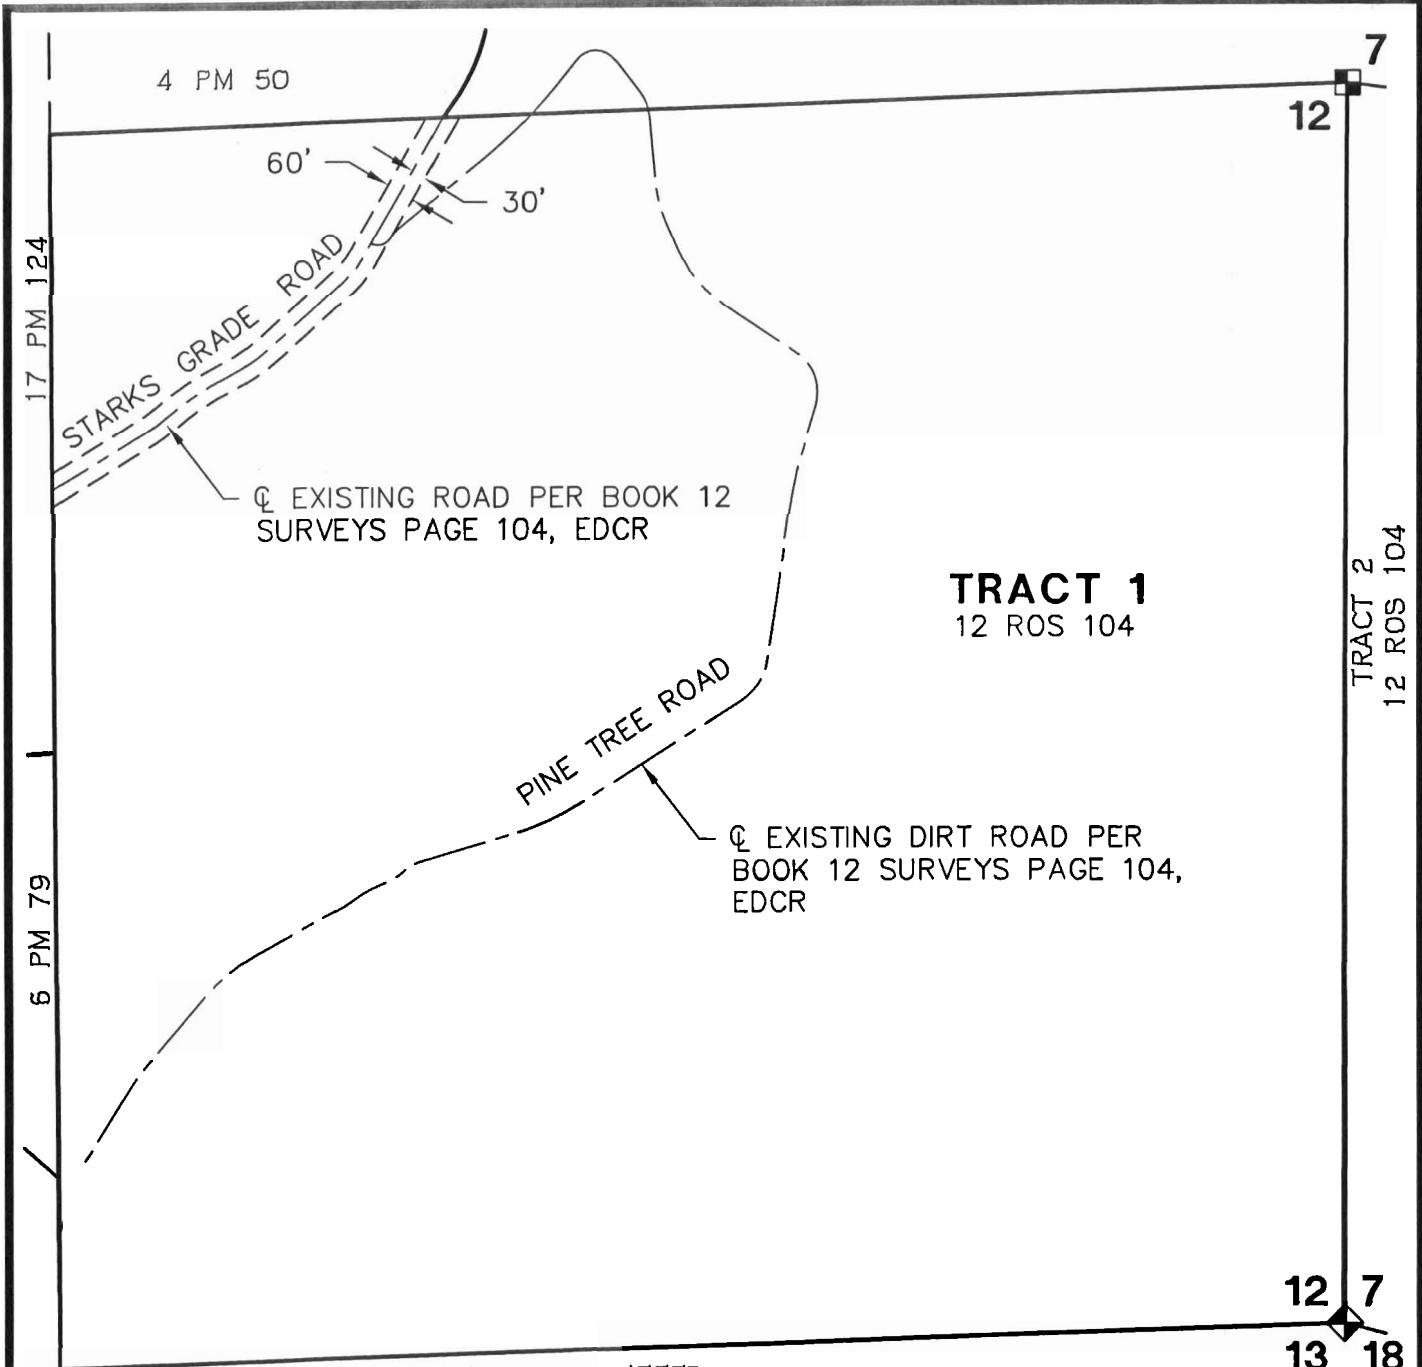 4 PM 50
7
12
60'
30'
17 PM 124
STARKS GRADE ROAD
℄ EXISTING ROAD PER BOOK 12
SURVEYS PAGE 104, EDCR
TRACT 1
12 ROS 104
TRACT 2
12 ROS 104
PINE TREE ROAD
℄ EXISTING DIRT ROAD PER
BOOK 12 SURVEYS PAGE 104,
EDCR
6 PM 79
12 7
13 18